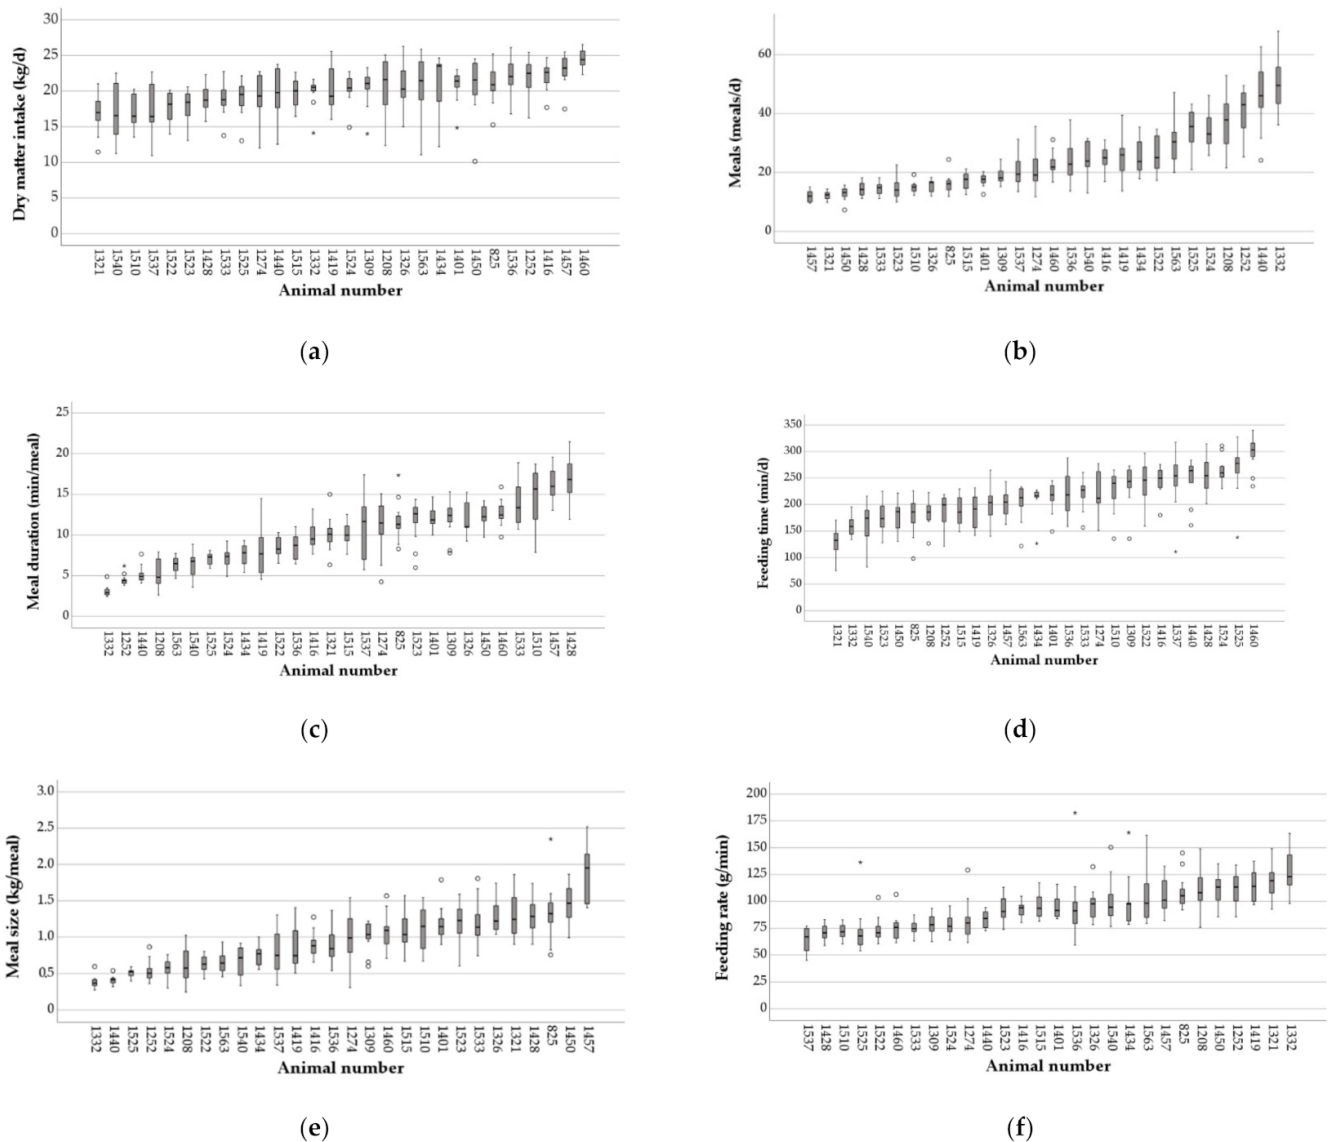 Dry matter intake (kg/d)
30
25
20
15
10
5
0
1321 1540 1510 1537 1522 1523 1428 1533 1525 1274 1440 1515 1332 1419 1524 1309 1208 1326 1563 1434 1401 1450 825 1536 1252 1416 1457 1460
Animal number
(a)
Meals (meals/d)
60
40
20
0
1457 1321 1450 1428 1533 1523 1510 1326 825 1515 1401 1309 1537 1274 1460 1536 1540 1416 1419 1434 1522 1563 1525 1524 1208 1252 1440 1332
Animal number
(b)
Meal duration (min/meal)
25
20
15
10
5
0
1332 1252 1440 1208 1563 1540 1525 1524 1434 1419 1522 1536 1416 1321 1515 1537 1274 825 1523 1401 1309 1326 1450 1460 1533 1510 1457 1428
Animal number
(c)
Feeding time (min/d)
350
300
250
200
150
100
50
0
1321 1332 1540 1523 1450 825 1208 1252 1515 1419 1326 1457 1563 1434 1401 1536 1533 1274 1510 1309 1522 1416 1537 1440 1428 1524 1525 1460
Animal number
(d)
Meal size (kg/meal)
3.0
2.5
2.0
1.5
1.0
0.5
0
1332 1440 1525 1252 1524 1208 1522 1563 1540 1434 1537 1419 1416 1536 1274 1309 1460 1515 1510 1401 1523 1533 1326 1321 1428 825 1450 1457
Animal number
(e)
Feeding rate (g/min)
200
175
150
125
100
75
50
25
0
1537 1428 1510 1525 1522 1460 1533 1309 1524 1274 1440 1523 1416 1515 1401 1536 1326 1540 1434 1563 1457 825 1208 1450 1252 1419 1321 1332
Animal number
(f)